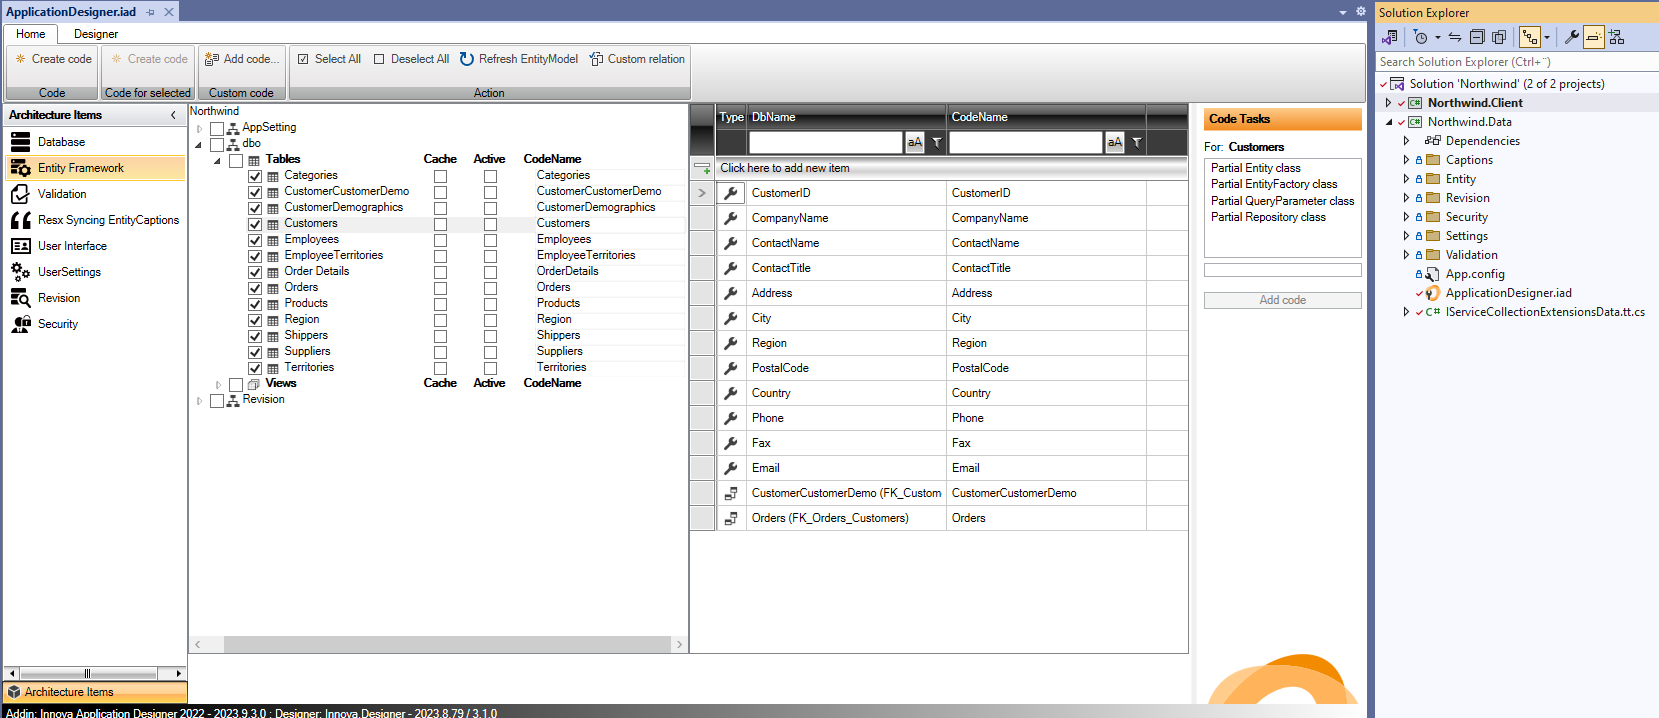 ApplicationDesigner.iad
Home Designer
Create code Create code Add code... Select All Deselect All Refresh EntityModel Custom relation
Code Code for selected Custom code Action
Architecture Items
Database
Entity Framework
Validation
Resx Syncing EntityCaptions
User Interface
UserSettings
Revision
Security
Architecture Items
Northwind
AppSetting
dbo
Tables Cache Active CodeName
Categories Categories
CustomerCustomerDemo CustomerCustomerDemo
CustomerDemographics CustomerDemographics
Customers Customers
Employees Employees
EmployeeTerritories EmployeeTerritories
Order Details OrderDetails
Orders Orders
Products Products
Region Region
Shippers Shippers
Suppliers Suppliers
Territories Territories
Views Cache Active CodeName
Revision
Type DbName CodeName
aA aA
Click here to add new item
CustomerID CustomerID
CompanyName CompanyName
ContactName ContactName
ContactTitle ContactTitle
Address Address
City City
Region Region
PostalCode PostalCode
Country Country
Phone Phone
Fax Fax
Email Email
CustomerCustomerDemo (FK_Custom CustomerCustomerDemo
Orders (FK_Orders_Customers) Orders
Code Tasks
For: Customers
Partial Entity class
Partial EntityFactory class
Partial QueryParameter class
Partial Repository class
Add code
Solution Explorer
Search Solution Explorer (Ctrl+¨)
Solution 'Northwind' (2 of 2 projects)
C# Northwind.Client
C# Northwind.Data
Dependencies
Captions
Entity
Revision
Security
Settings
Validation
App.config
ApplicationDesigner.iad
C# IServiceCollectionExtensionsData.tt.cs
Addin: Innova Application Designer 2022 - 2023.9.3.0 : Designer: Innova.Designer - 2023.8.79 / 3.1.0